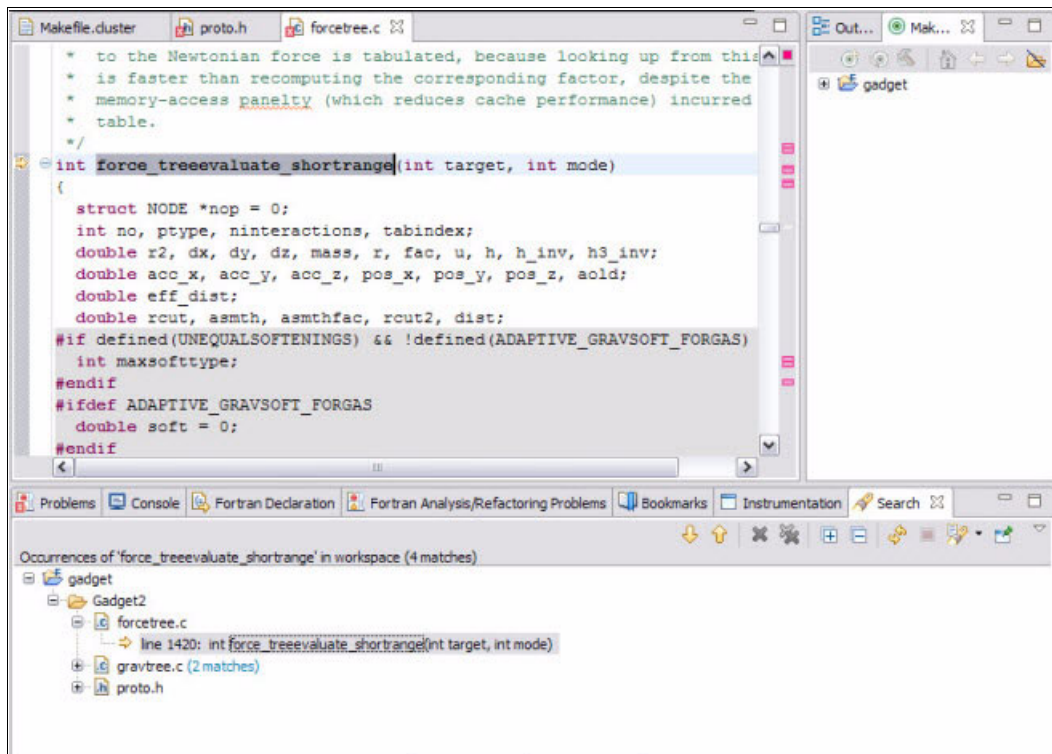 Makefile.cluster proto.h forcetree.c
Out... Mak...
* to the Newtonian force is tabulated, because looking up from this
* is faster than recomputing the corresponding factor, despite the
* memory-access panelty (which reduces cache performance) incurred
* table.
*/
int force_treeevaluate_shortrange(int target, int mode)
{
struct NODE *nop = 0;
int no, ptype, ninteractions, tabindex;
double r2, dx, dy, dz, mass, r, fac, u, h, h_inv, h3_inv;
double acc_x, acc_y, acc_z, pos_x, pos_y, pos_z, aold;
double eff_dist;
double rcut, asmth, asmthfac, rcut2, dist;
#if defined(UNEQUALSOFTENINGS) && !defined(ADAPTIVE_GRAVSOFT_FORGAS)
int maxsofttype;
#endif
#ifdef ADAPTIVE_GRAVSOFT_FORGAS
double soft = 0;
#endif
gadget
Problems Console Fortran Declaration Fortran Analysis/Refactoring Problems Bookmarks Instrumentation Search
Occurrences of 'force_treeevaluate_shortrange' in workspace (4 matches)
gadget
Gadget2
forcetree.c
line 1420: int force_treeevaluate_shortrange(int target, int mode)
gravtree.c (2 matches)
proto.h